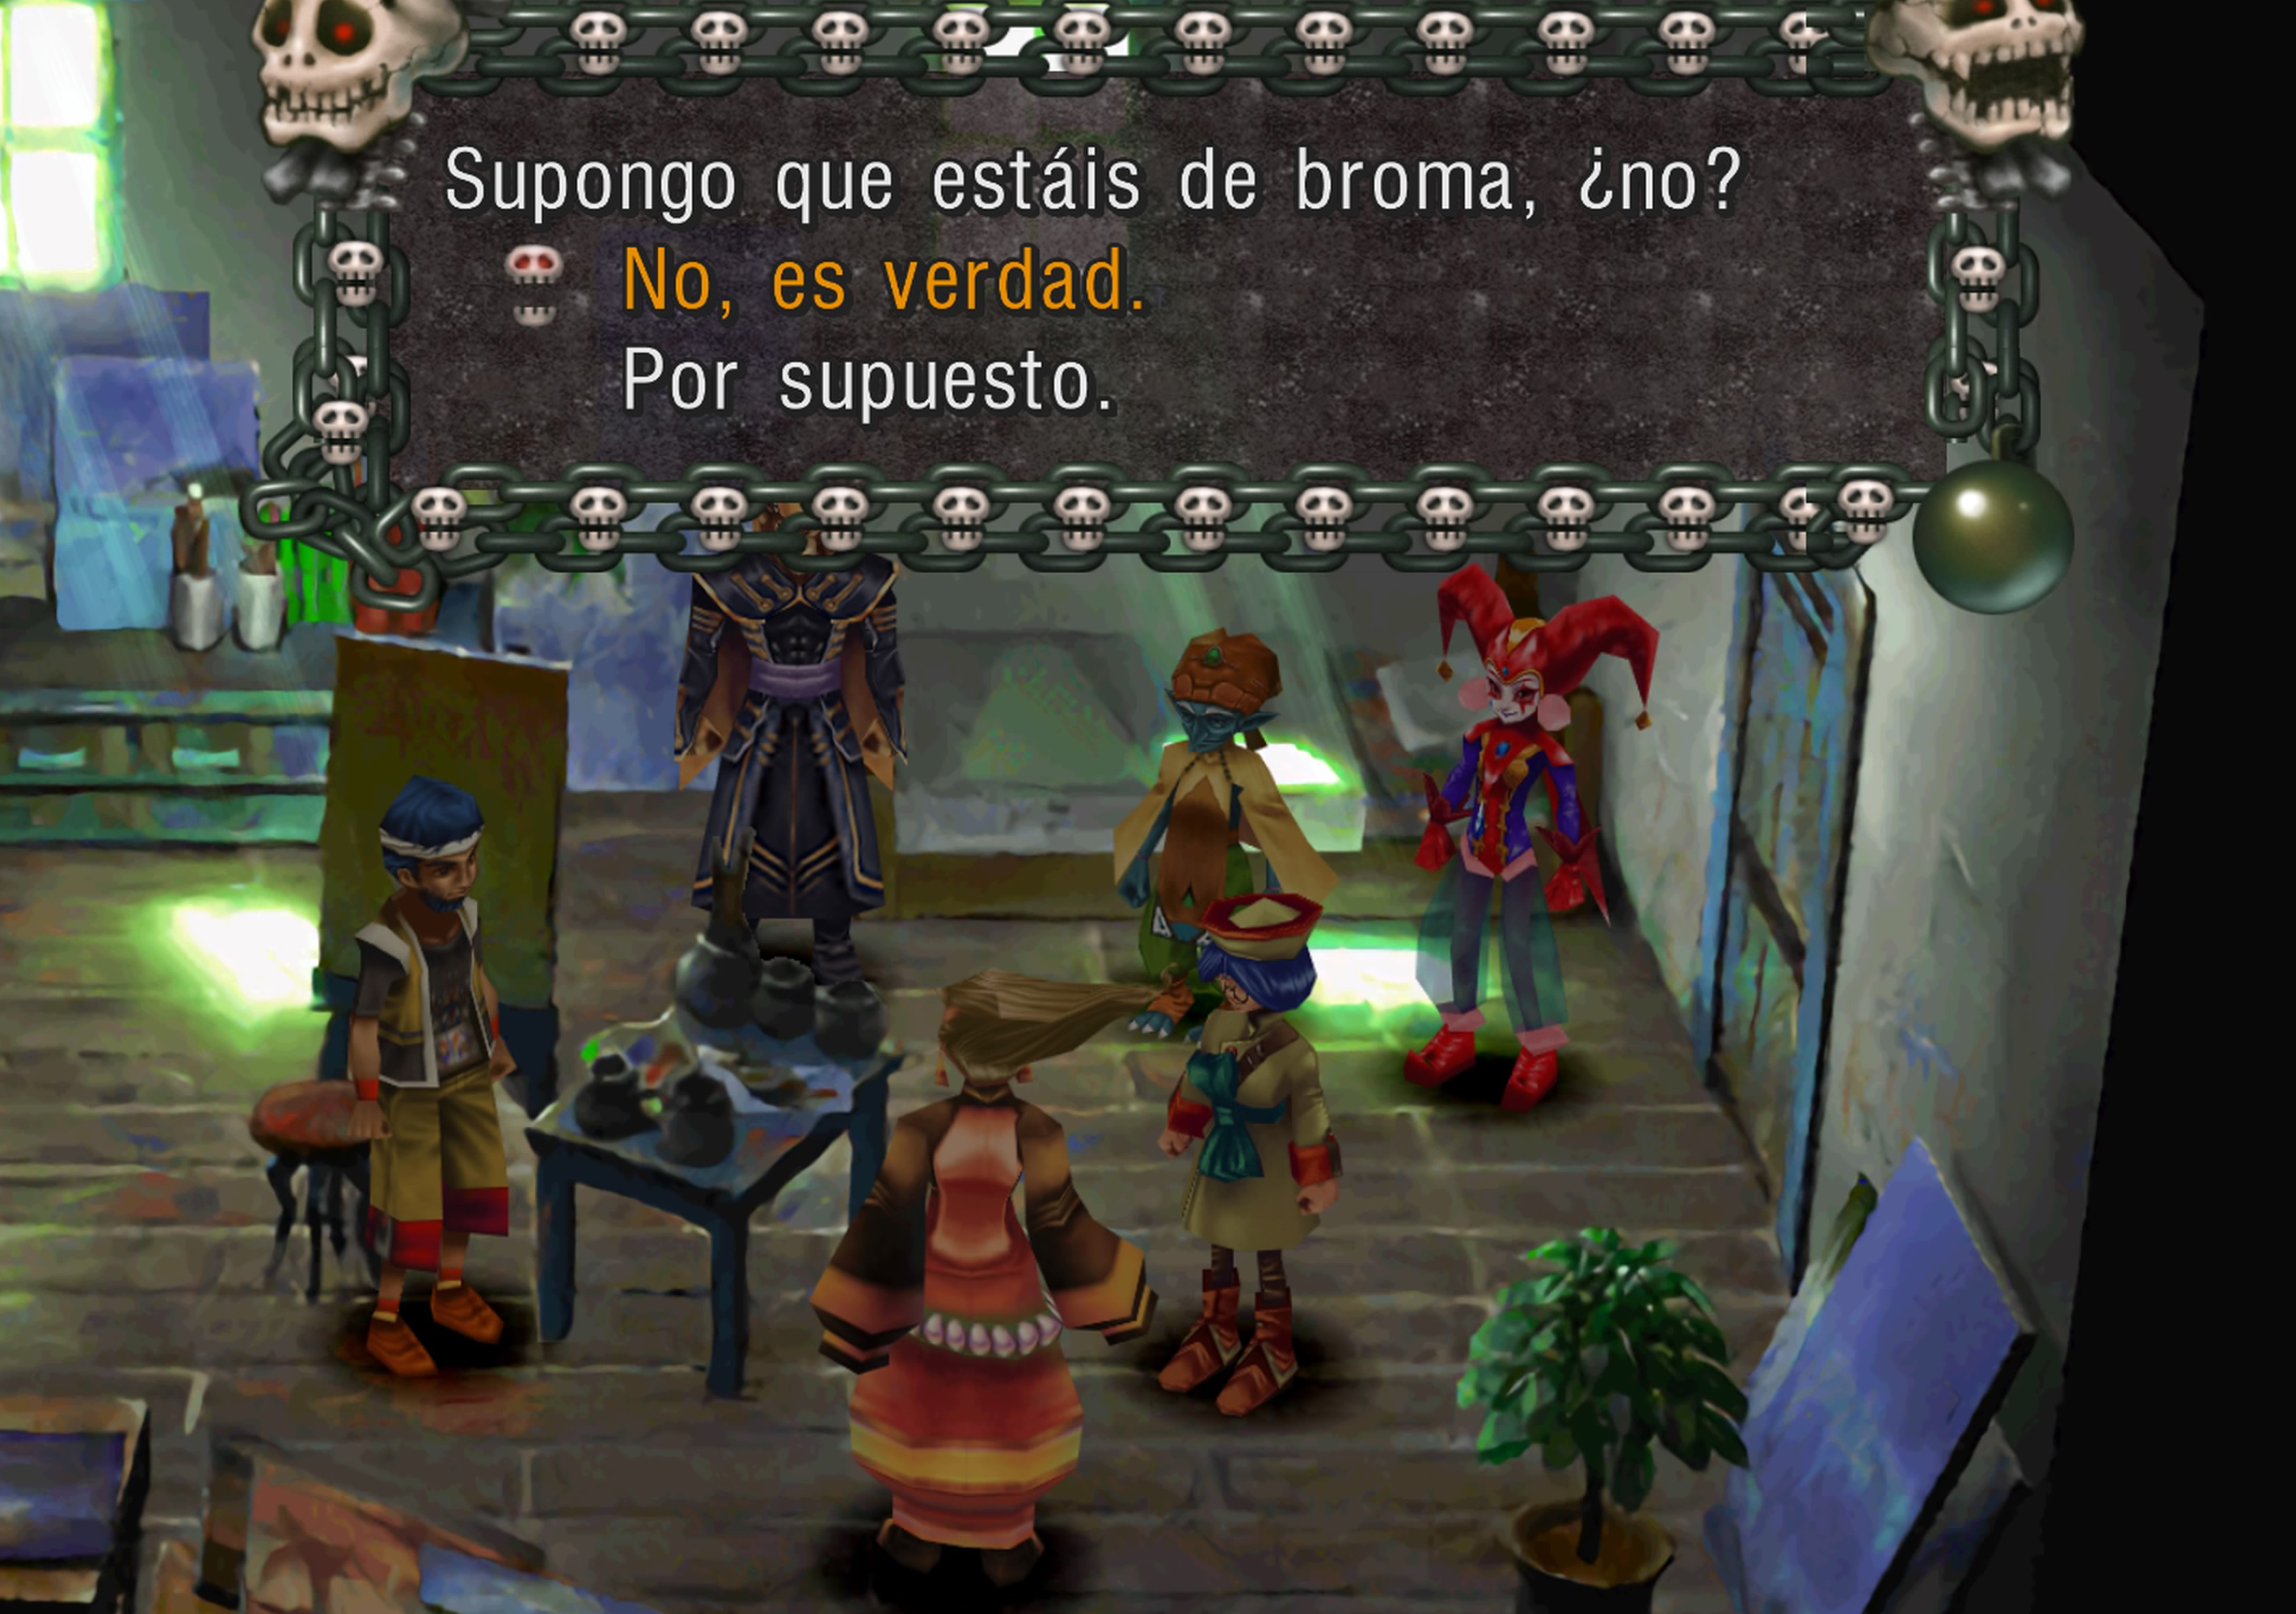 Supongo que estáis de broma, ¿no?
No, es verdad.
Por supuesto.